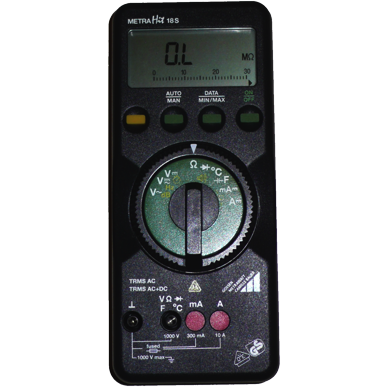 METRAHit 18S
0.L MΩ
0 10 20 30
AUTO DATA ON
MAN MIN/MAX OFF
Ω °C
V⎓ F
V~ mA
A
TRMS AC
TRMS AC+DC
⊥ V Ω mA A
F °C
1000 V 300 mA 10 A
fused
1000 V max
GS